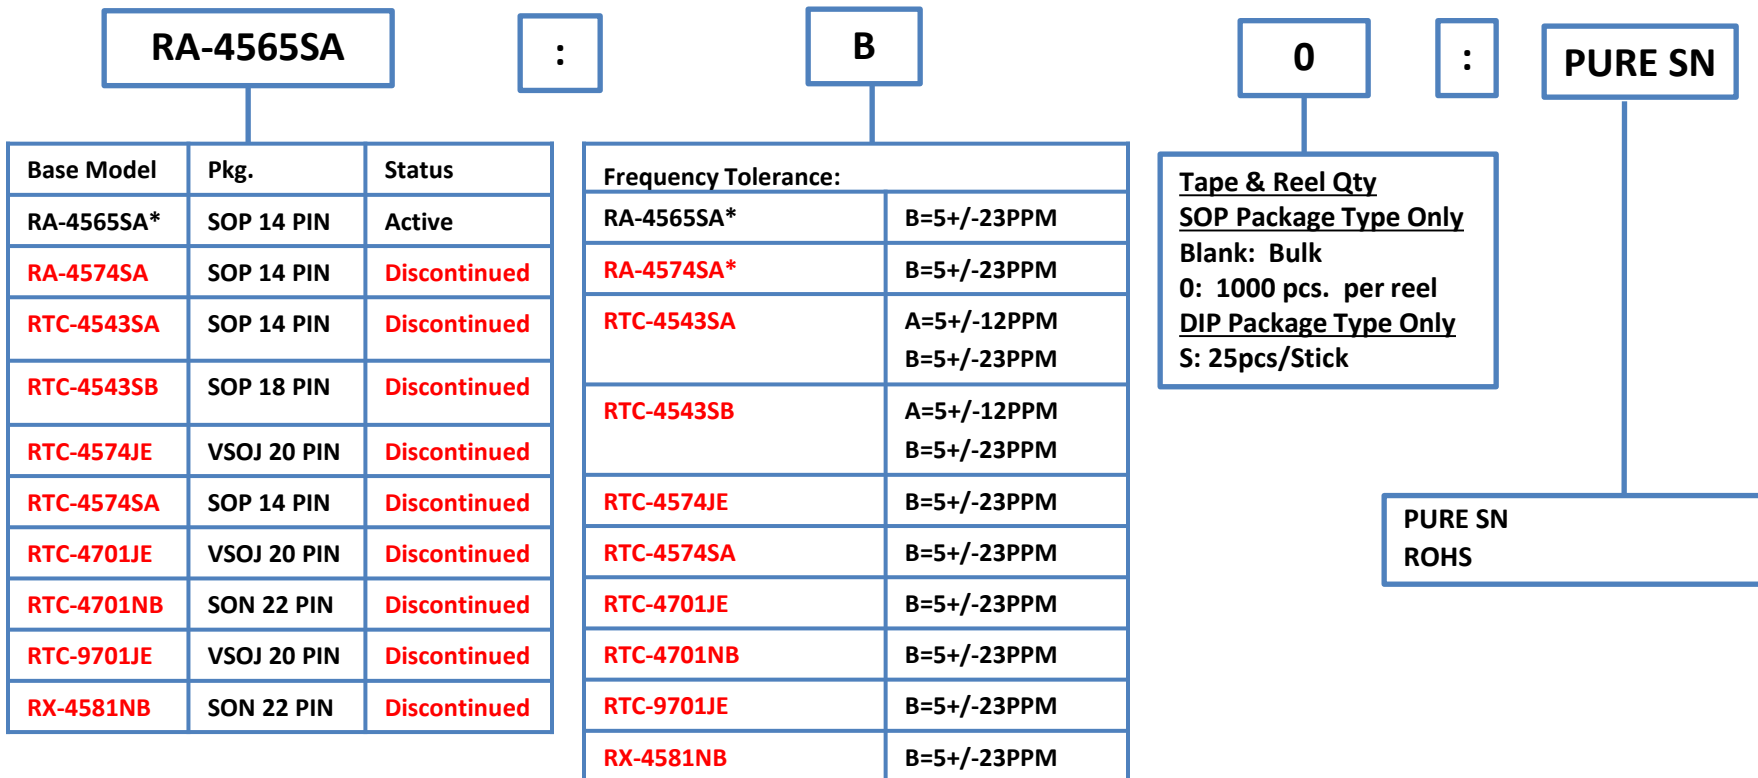 RA-4565SA : B 0 : PURE SN
Base Model Pkg. Status
RA-4565SA* SOP 14 PIN Active
RA-4574SA SOP 14 PIN Discontinued
RTC-4543SA SOP 14 PIN Discontinued
RTC-4543SB SOP 18 PIN Discontinued
RTC-4574JE VSOJ 20 PIN Discontinued
RTC-4574SA SOP 14 PIN Discontinued
RTC-4701JE VSOJ 20 PIN Discontinued
RTC-4701NB SON 22 PIN Discontinued
RTC-9701JE VSOJ 20 PIN Discontinued
RX-4581NB SON 22 PIN Discontinued
Frequency Tolerance:
RA-4565SA* B=5+/-23PPM
RA-4574SA* B=5+/-23PPM
RTC-4543SA A=5+/-12PPM
B=5+/-23PPM
RTC-4543SB A=5+/-12PPM
B=5+/-23PPM
RTC-4574JE B=5+/-23PPM
RTC-4574SA B=5+/-23PPM
RTC-4701JE B=5+/-23PPM
RTC-4701NB B=5+/-23PPM
RTC-9701JE B=5+/-23PPM
RX-4581NB B=5+/-23PPM
Tape & Reel Qty
SOP Package Type Only
Blank: Bulk
0: 1000 pcs. per reel
DIP Package Type Only
S: 25pcs/Stick
PURE SN
ROHS